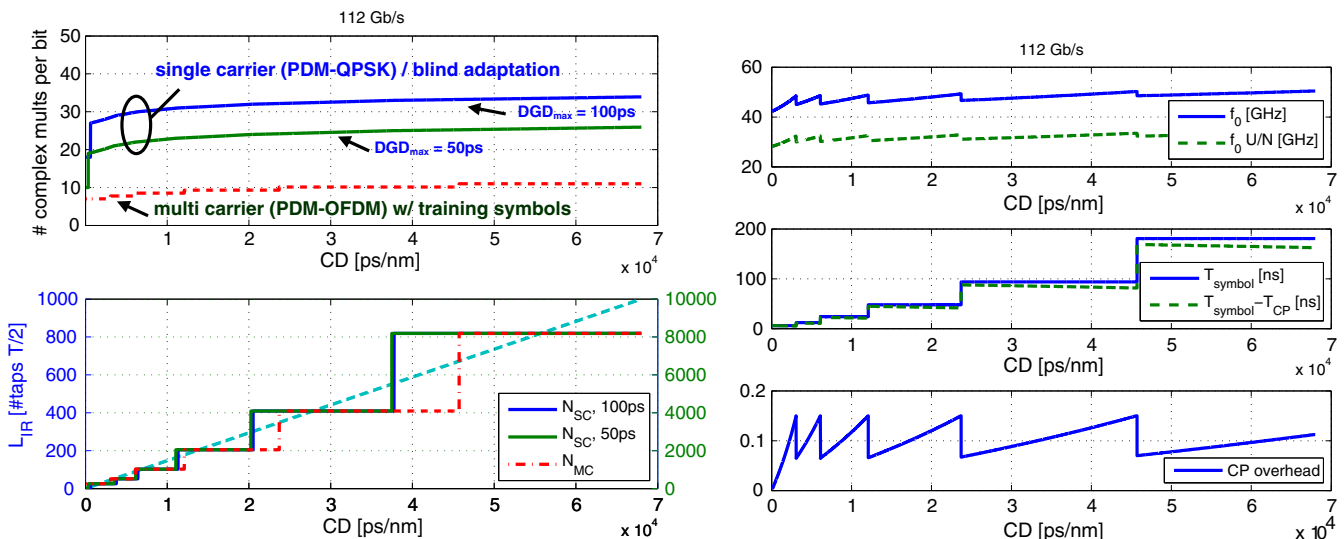 112 Gb/s
# complex mults per bit
50
40
30
20
10
0
single carrier (PDM-QPSK) / blind adaptation
DGDmax = 100ps
DGDmax = 50ps
multi carrier (PDM-OFDM) w/ training symbols
0 1 2 3 4 5 6 7
CD [ps/nm]
x 10^4
LIR [#taps T/2]
1000
800
600
400
200
0
10000
8000
6000
4000
2000
0
NSC, 100ps
NSC, 50ps
NMC
0 1 2 3 4 5 6 7
CD [ps/nm]
x 10^4
112 Gb/s
60
40
20
f0 [GHz]
f0 U/N [GHz]
0 1 2 3 4 5 6 7
CD [ps/nm]
x 10^4
200
100
0
Tsymbol [ns]
Tsymbol−TCP [ns]
0 1 2 3 4 5 6 7
CD [ps/nm]
x 10^4
0.2
0.1
0
CP overhead
0 1 2 3 4 5 6 7
CD [ps/nm]
x 10^4